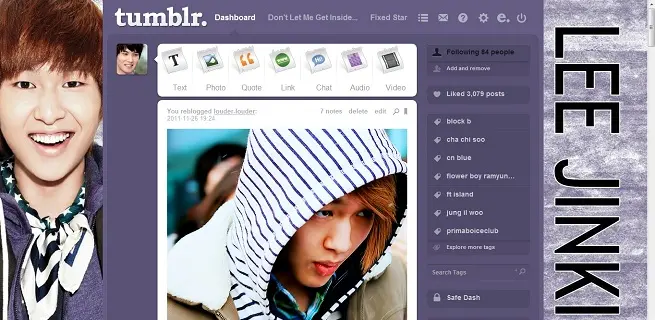 tumblr.
Dashboard
Don't Let Me Get Inside...
Fixed Star
Text
Photo
Quote
Link
Chat
Audio
Video
You reblogged louder.louder:
7 notes
delete
edit
2011-11-26 19:24
Following 84 people
Add and remove
Liked 3,079 posts
block b
cha chi soo
cn blue
flower boy ramyun...
ft island
jung il woo
primaboiceclub
Explore more tags
Search Tags
Safe Dash
LEE JINKI